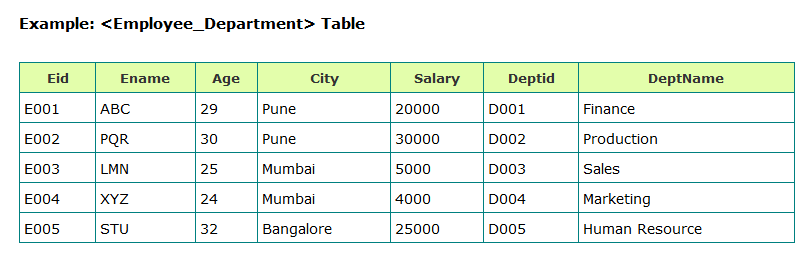 Example: <Employee_Department> Table
Eid Ename Age City Salary Deptid DeptName
E001 ABC 29 Pune 20000 D001 Finance
E002 PQR 30 Pune 30000 D002 Production
E003 LMN 25 Mumbai 5000 D003 Sales
E004 XYZ 24 Mumbai 4000 D004 Marketing
E005 STU 32 Bangalore 25000 D005 Human Resource